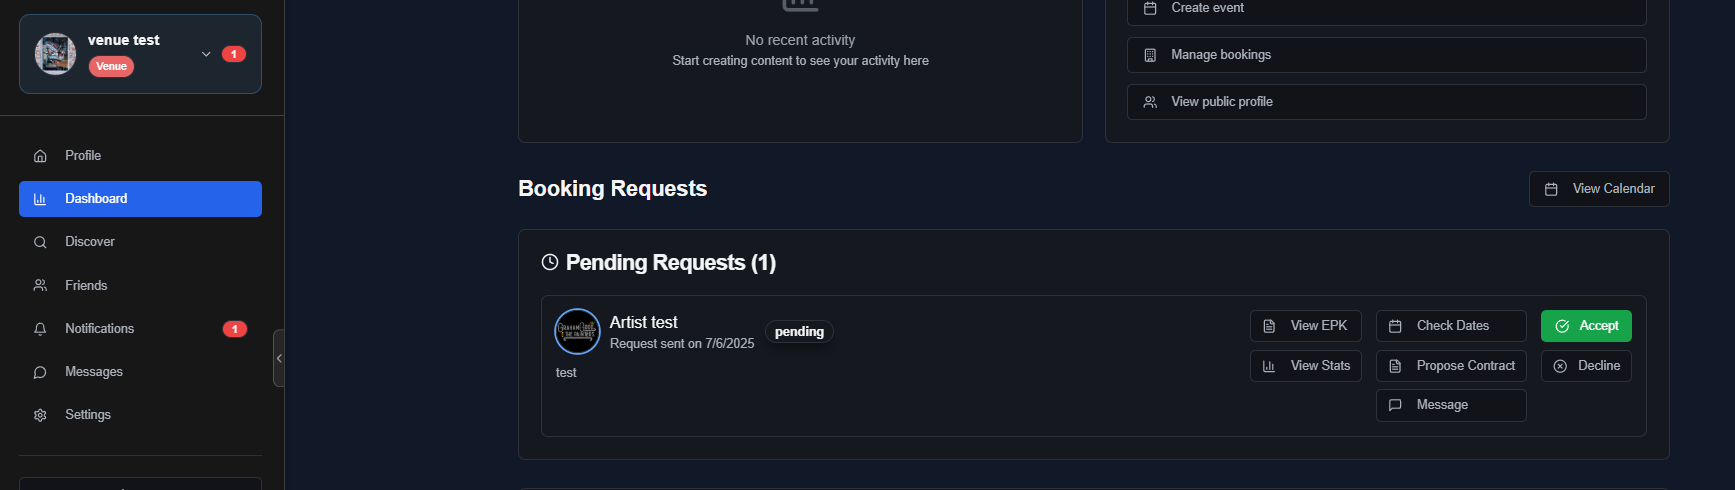 venue test
Venue
1
Profile
Dashboard
Discover
Friends
Notifications
1
Messages
Settings
No recent activity
Start creating content to see your activity here
Create event
Manage bookings
View public profile
Booking Requests
View Calendar
Pending Requests (1)
Artist test
Request sent on 7/6/2025
pending
test
View EPK
Check Dates
Accept
View Stats
Propose Contract
Decline
Message